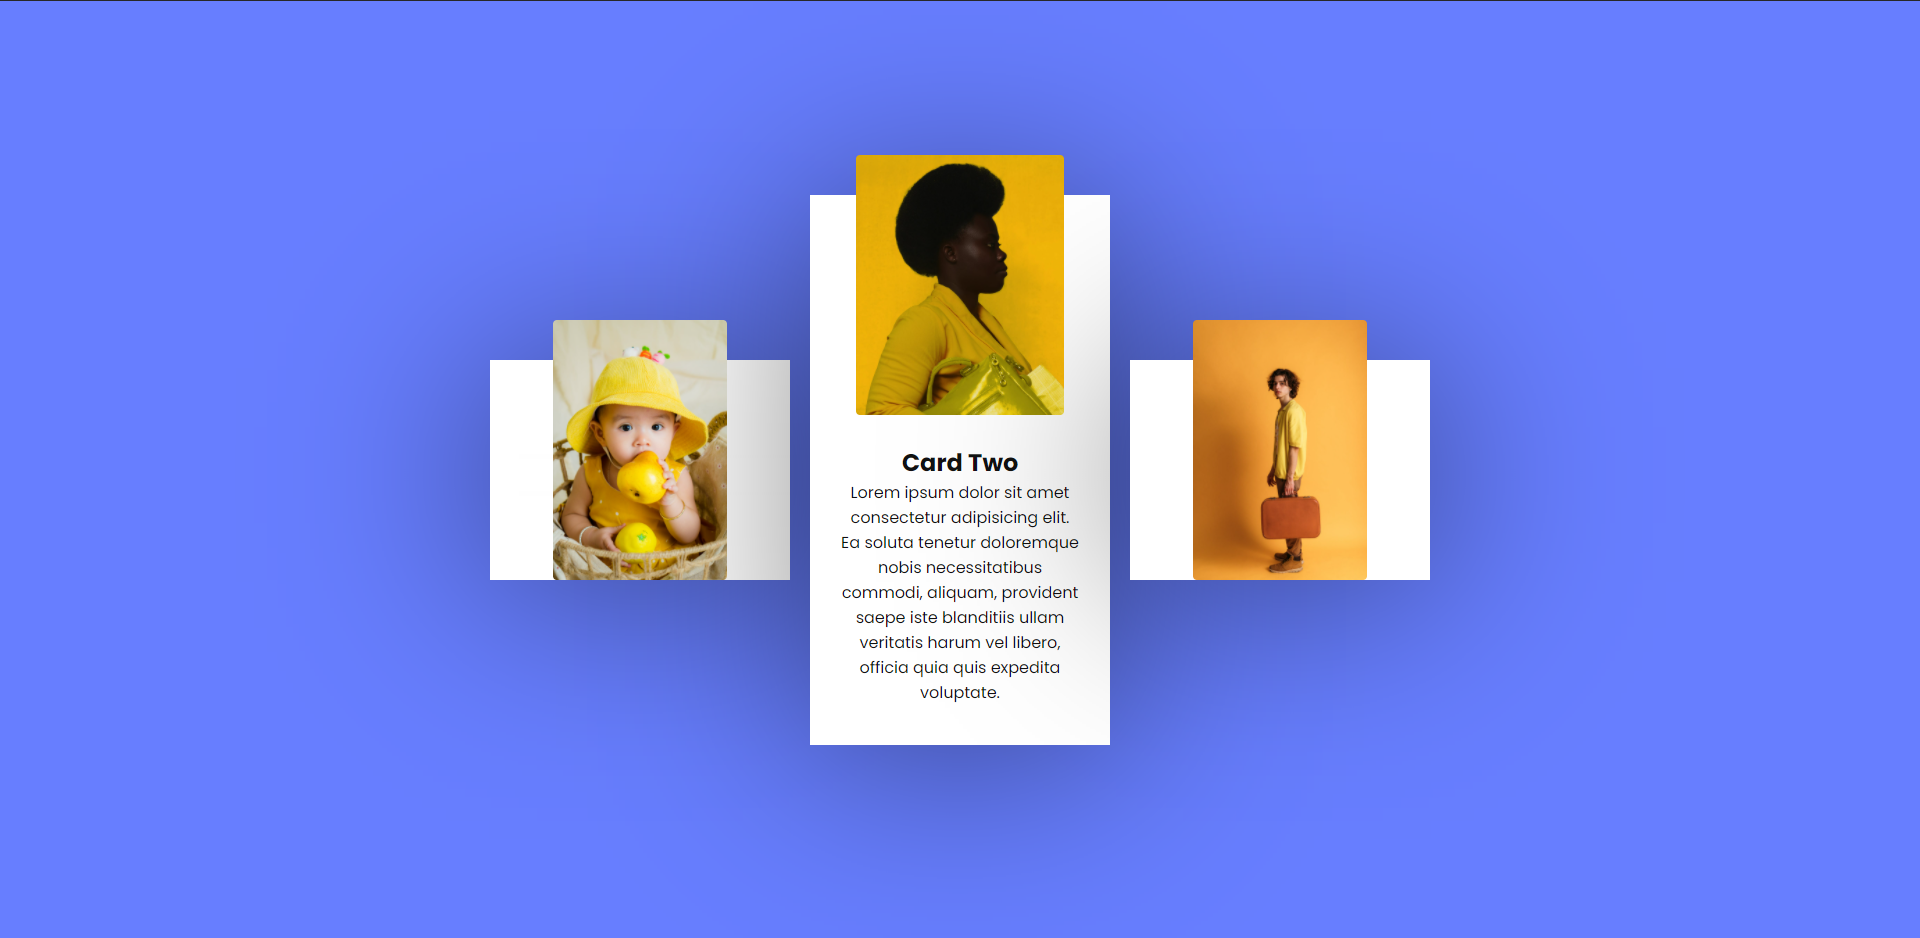 Card Two
Lorem ipsum dolor sit amet
consectetur adipisicing elit.
Ea soluta tenetur doloremque
nobis necessitatibus
commodi, aliquam, provident
saepe iste blanditiis ullam
veritatis harum vel libero,
officia quia quis expedita
voluptate.